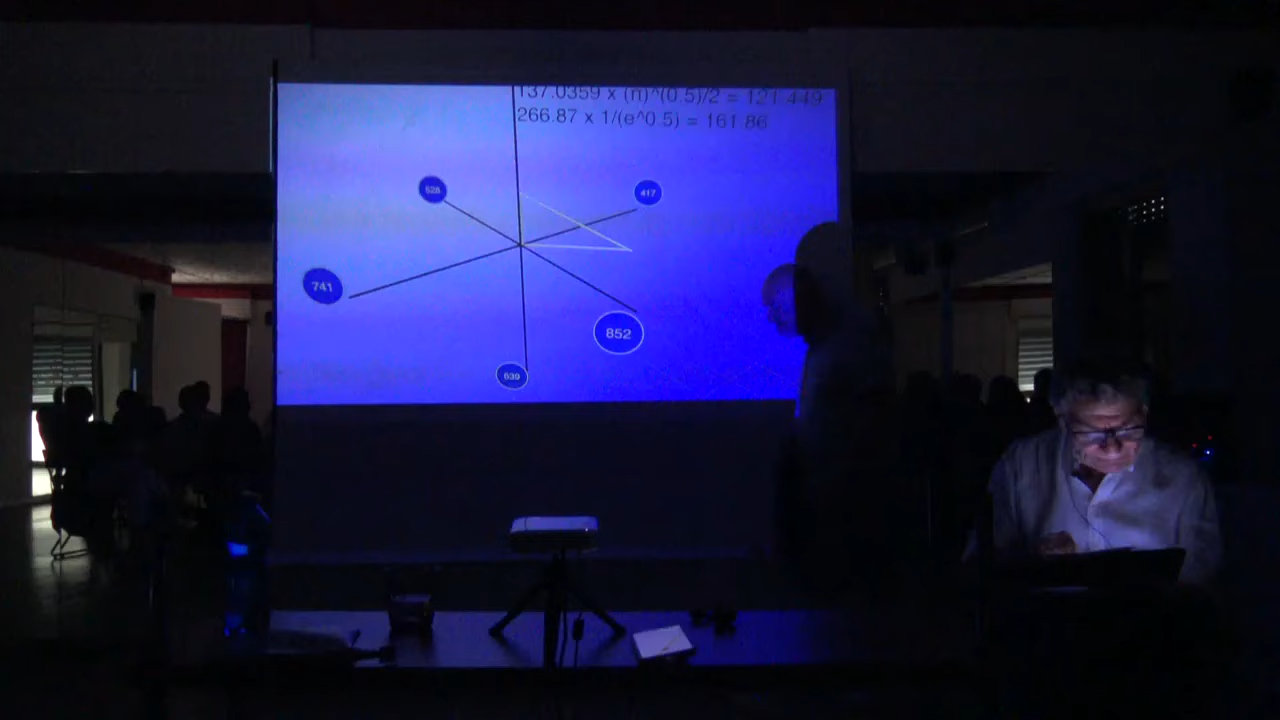 137.0359 x (π)^(0.5)/2 = 121.449
266.87 x 1/(e^0.5) = 161.86
528
417
741
852
639